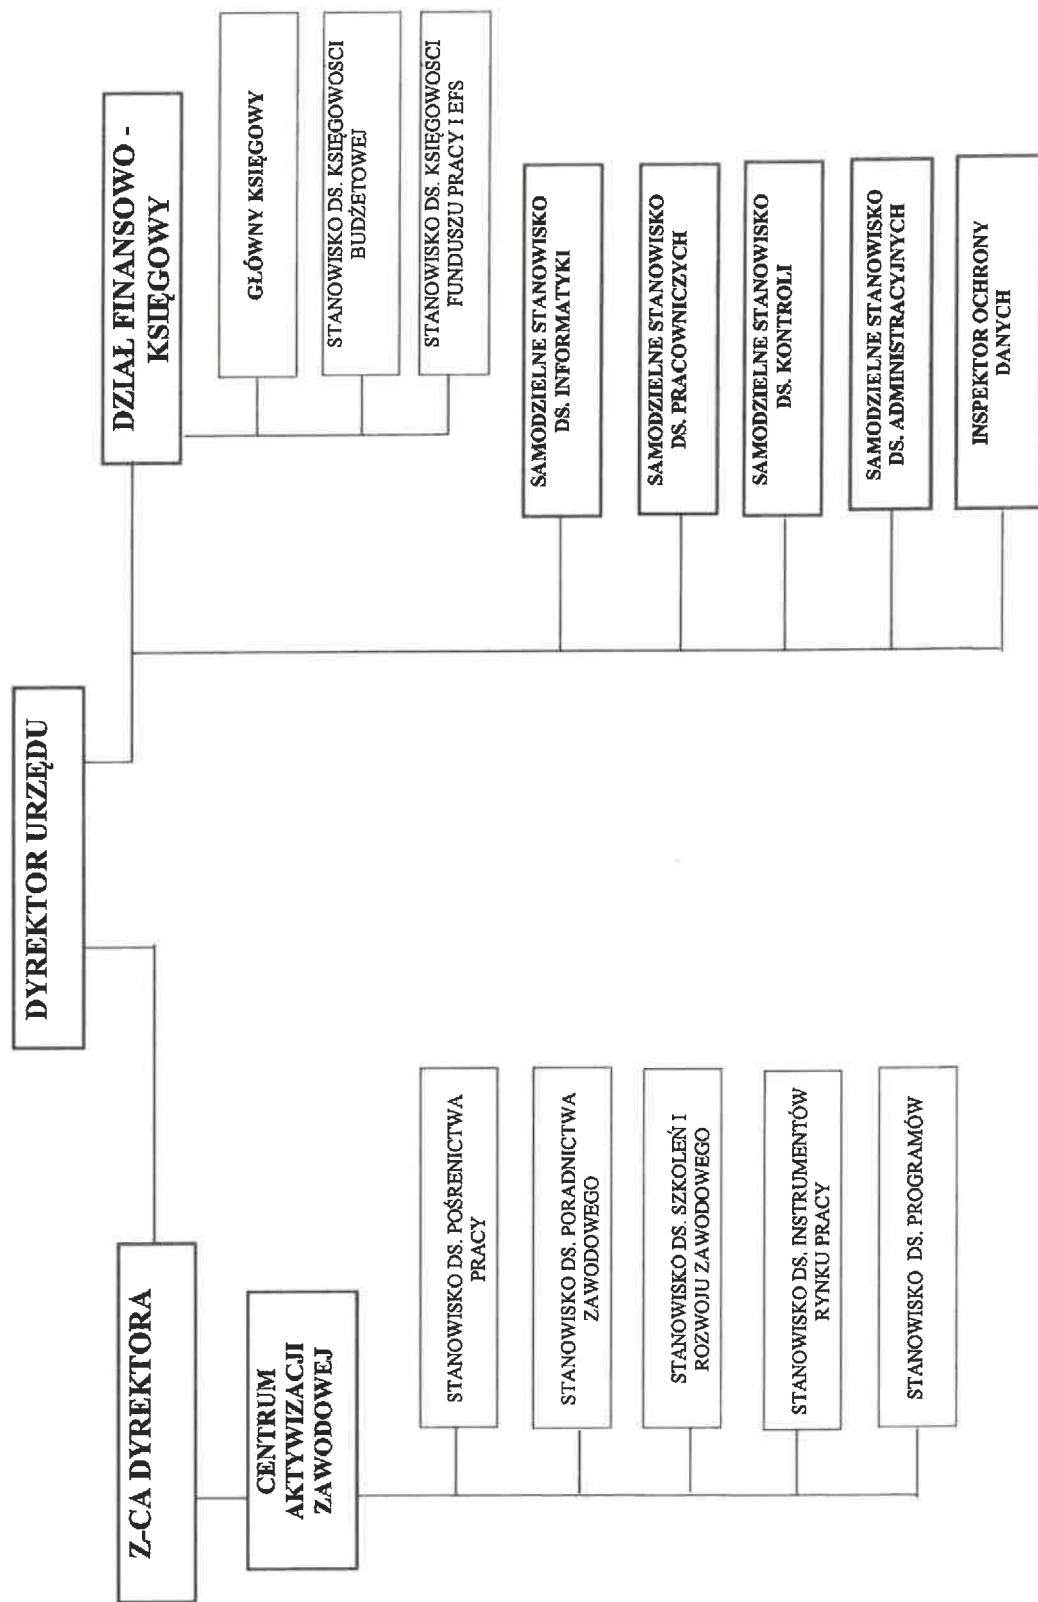 DYREKTOR URZĘDU
Z-CA DYREKTORA
CENTRUM
AKTYWIZACJI
ZAWODOWEJ
STANOWISKO DS. POŚRENICTWA
PRACY
STANOWISKO DS. PORADNICTWA
ZAWODOWEGO
STANOWISKO DS. SZKOLEŃ I
ROZWOJU ZAWODOWEGO
STANOWISKO DS. INSTRUMENTÓW
RYNKU PRACY
STANOWISKO DS. PROGRAMÓW
DZIAŁ FINANSOWO -
KSIĘGOWY
GŁÓWNY KSIĘGOWY
STANOWISKO DS. KSIĘGOWOSCI
BUDŻETOWEJ
STANOWISKO DS. KSIĘGOWOSCI
FUNDUSZU PRACY I EFS
SAMODZIELNE STANOWISKO
DS. INFORMATYKI
SAMODZIELNE STANOWISKO
DS. PRACOWNICZYCH
SAMODZIELNE STANOWISKO
DS. KONTROLI
SAMODZIELNE STANOWISKO
DS. ADMINISTRACYJNYCH
INSPEKTOR OCHRONY
DANYCH